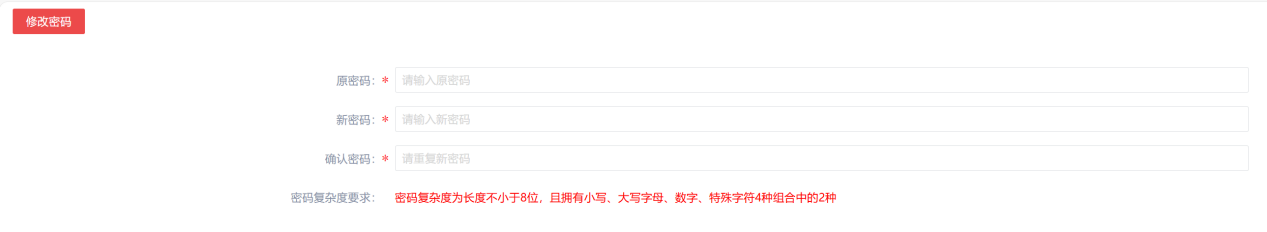 修改密码
原密码：* 请输入原密码
新密码：* 请输入新密码
确认密码：* 请重复新密码
密码复杂度要求： 密码复杂度为长度不小于8位，且拥有小写、大写字母、数字、特殊字符4种组合中的2种